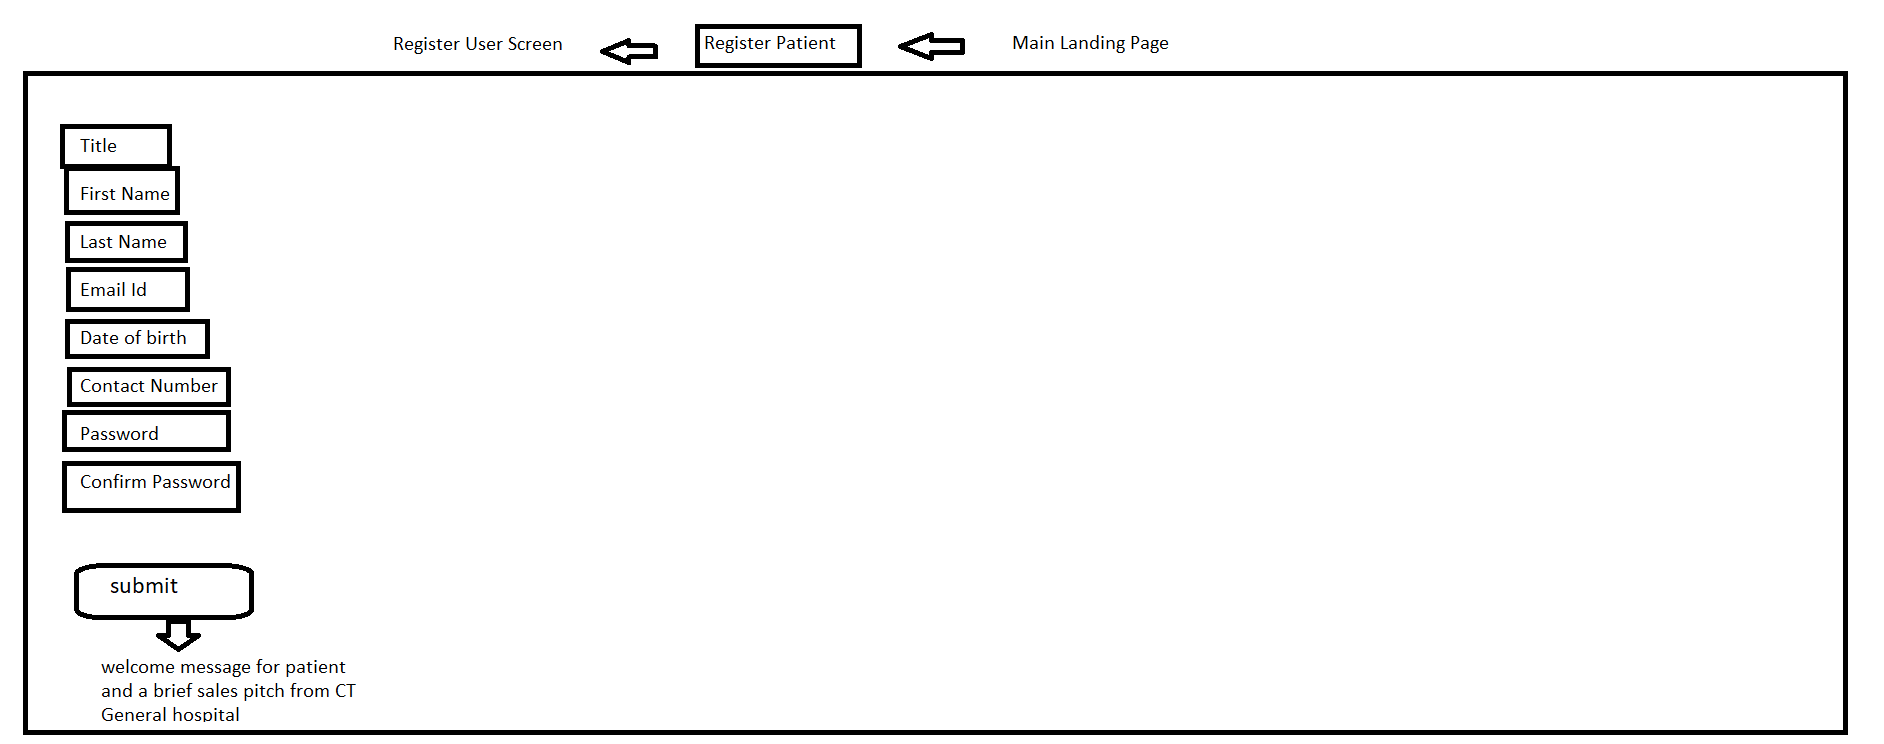 Register User Screen
Register Patient
Main Landing Page
Title
First Name
Last Name
Email Id
Date of birth
Contact Number
Password
Confirm Password
submit
welcome message for patient
and a brief sales pitch from CT
General hospital